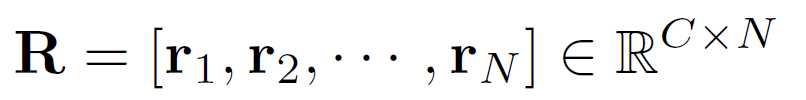 𝐑 = [𝐫₁, 𝐫₂, ⋯ , 𝐫_N] ∈ ℝ^{C×N}